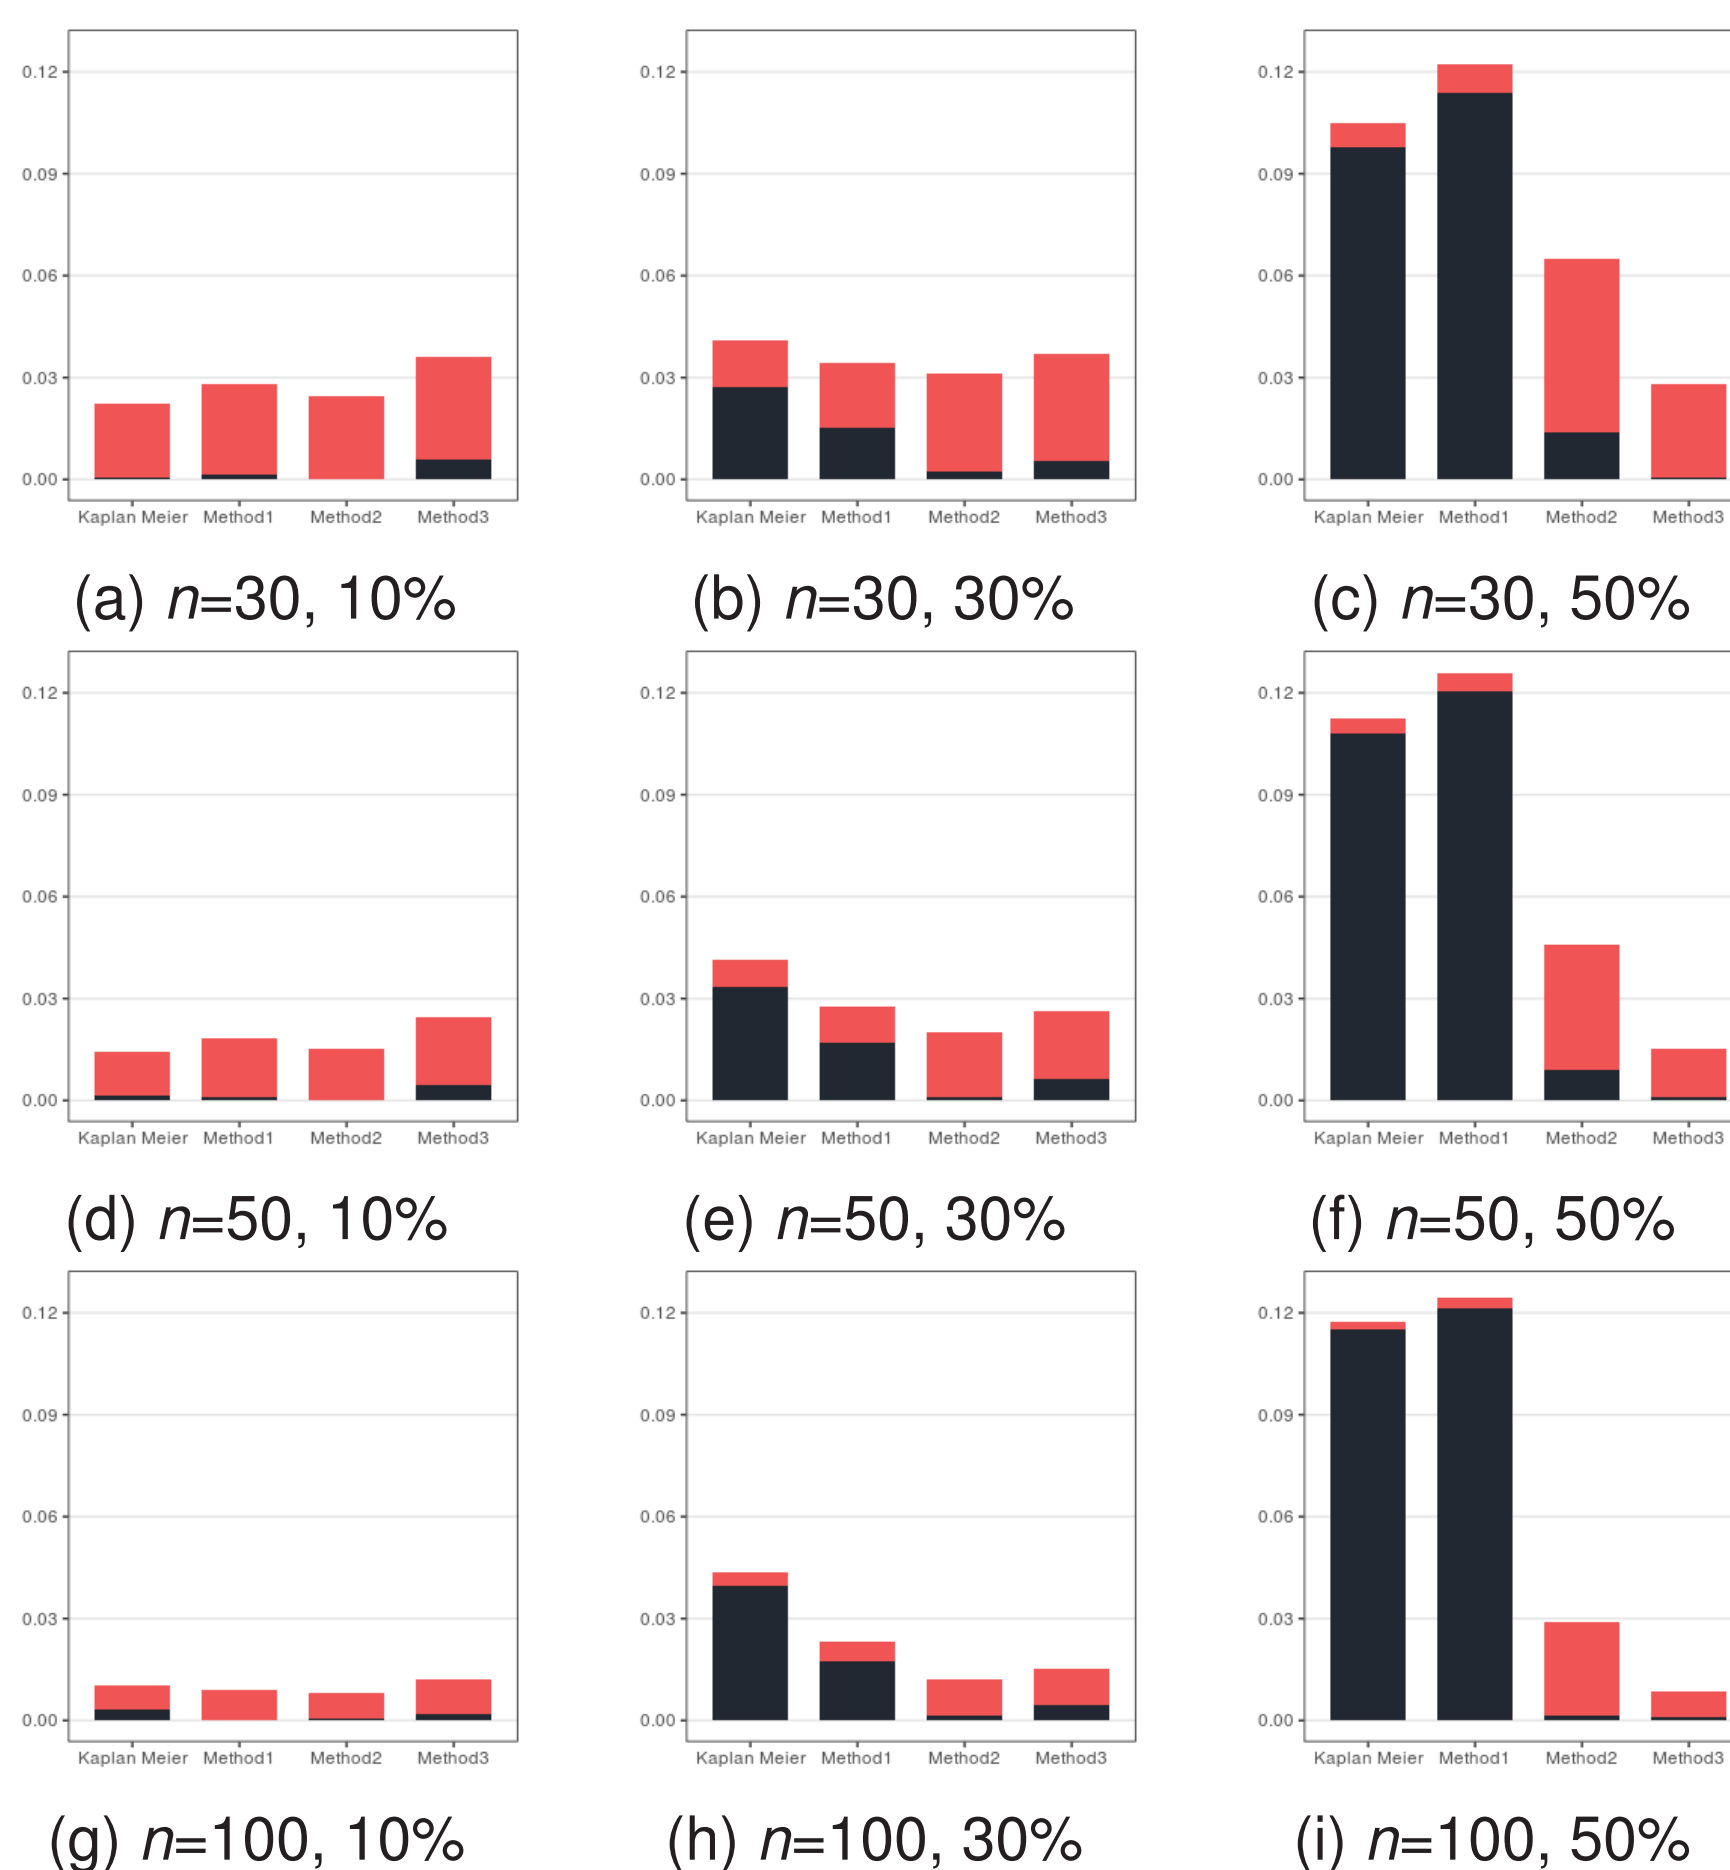 0.12 0.12 0.12
0.09 0.09 0.09
0.06 0.06 0.06
0.03 0.03 0.03
0.00 0.00 0.00
Kaplan Meier Method1 Method2 Method3 Kaplan Meier Method1 Method2 Method3 Kaplan Meier Method1 Method2 Method3
(a) n=30, 10% (b) n=30, 30% (c) n=30, 50%
0.12 0.12 0.12
0.09 0.09 0.09
0.06 0.06 0.06
0.03 0.03 0.03
0.00 0.00 0.00
Kaplan Meier Method1 Method2 Method3 Kaplan Meier Method1 Method2 Method3 Kaplan Meier Method1 Method2 Method3
(d) n=50, 10% (e) n=50, 30% (f) n=50, 50%
0.12 0.12 0.12
0.09 0.09 0.09
0.06 0.06 0.06
0.03 0.03 0.03
0.00 0.00 0.00
Kaplan Meier Method1 Method2 Method3 Kaplan Meier Method1 Method2 Method3 Kaplan Meier Method1 Method2 Method3
(g) n=100, 10% (h) n=100, 30% (i) n=100, 50%